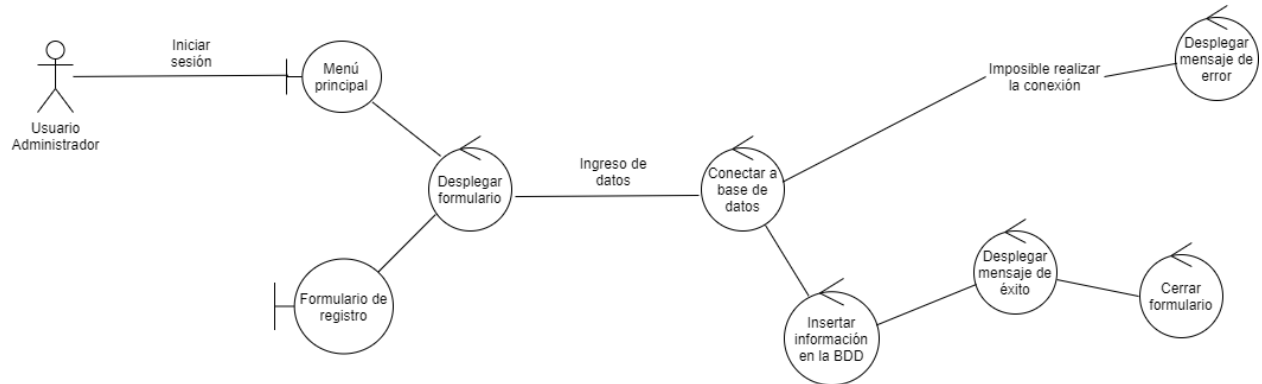 Iniciar
sesión
Usuario
Administrador
Menú
principal
Desplegar
formulario
Formulario de
registro
Ingreso de
datos
Conectar a
base de
datos
Imposible realizar
la conexión
Desplegar
mensaje de
error
Insertar
información
en la BDD
Desplegar
mensaje de
éxito
Cerrar
formulario